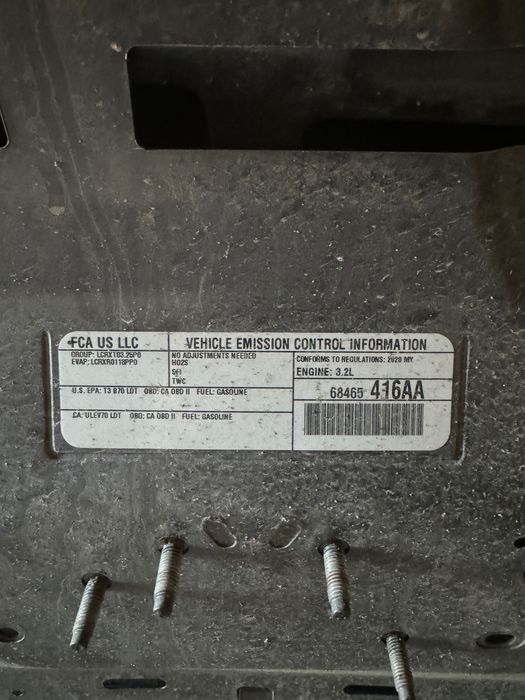 FCA US LLC
VEHICLE EMISSION CONTROL INFORMATION
GROUP: LCRXT03.25P0
EVAP: LCRXR0118PP0
NO ADJUSTMENTS NEEDED
HO2S
SFI
TWC
CONFORMS TO REGULATIONS: 2020 MY
ENGINE: 3.2L
U.S. EPA: T3 B70 LDT OBD: CA OBD II FUEL: GASOLINE
CA: ULEV70 LDT OBD: CA OBD II FUEL: GASOLINE
68465 416AA